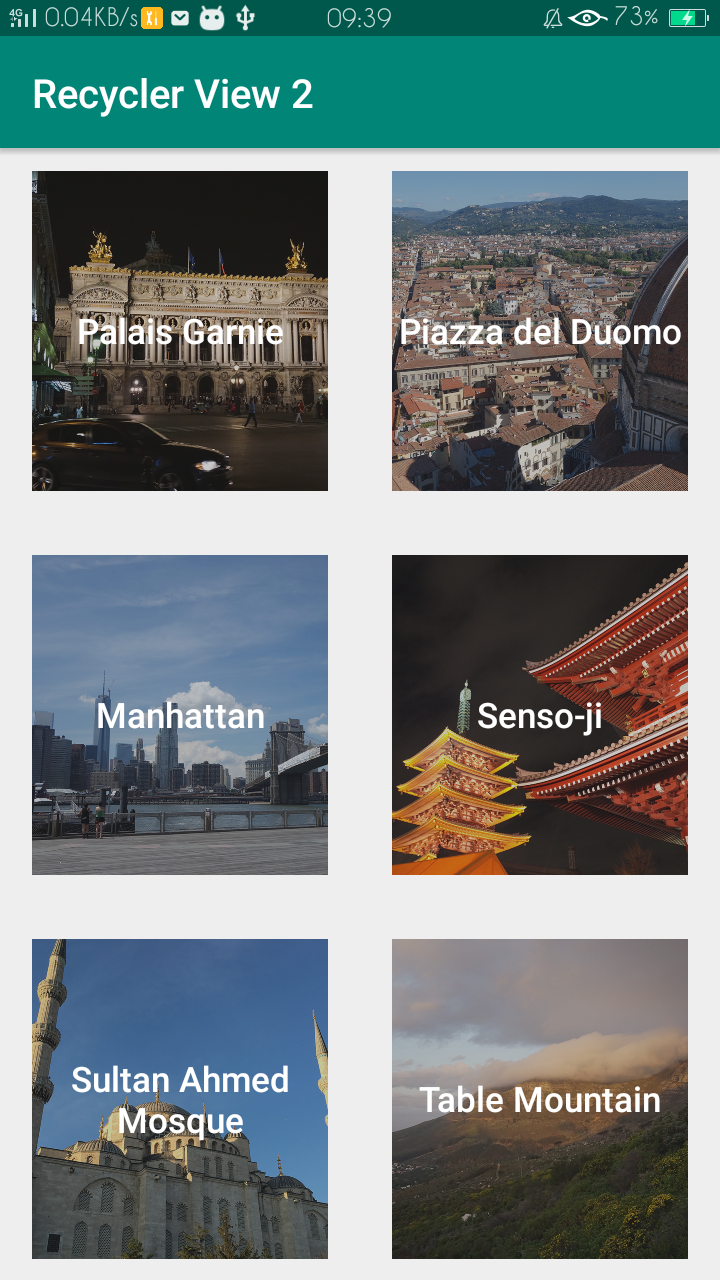 4G 0.04KB/s 09:39 73%
Recycler View 2
Palais Garnie
Piazza del Duomo
Manhattan
Senso-ji
Sultan Ahmed
Mosque
Table Mountain